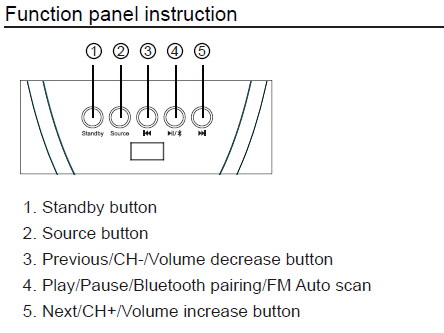 Function panel instruction
① ② ③ ④ ⑤
Standby Source ⏮ ⏯/ᛒ ⏭
1. Standby button
2. Source button
3. Previous/CH-/Volume decrease button
4. Play/Pause/Bluetooth pairing/FM Auto scan
5. Next/CH+/Volume increase button